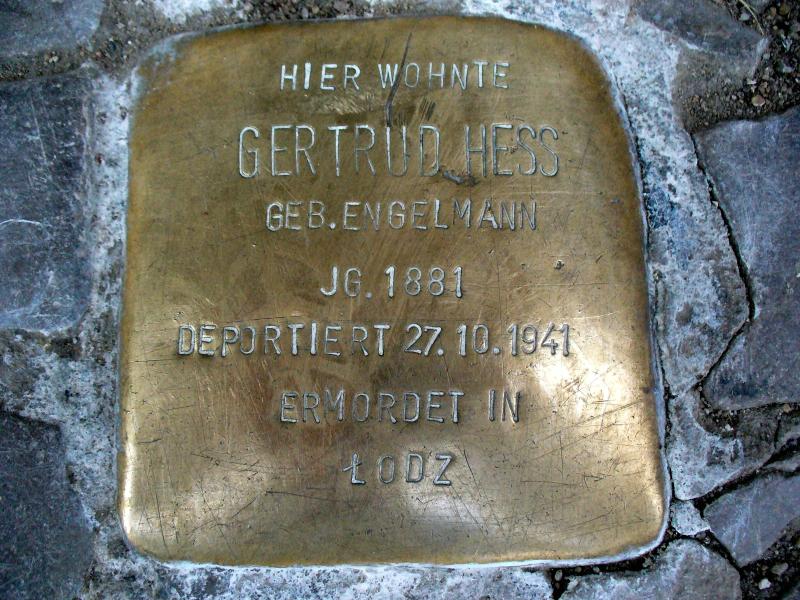 HIER WOHNTE
GERTRUD HESS
GEB. ENGELMANN
JG. 1881
DEPORTIERT 27.10.1941
ERMORDET IN
ŁODZ